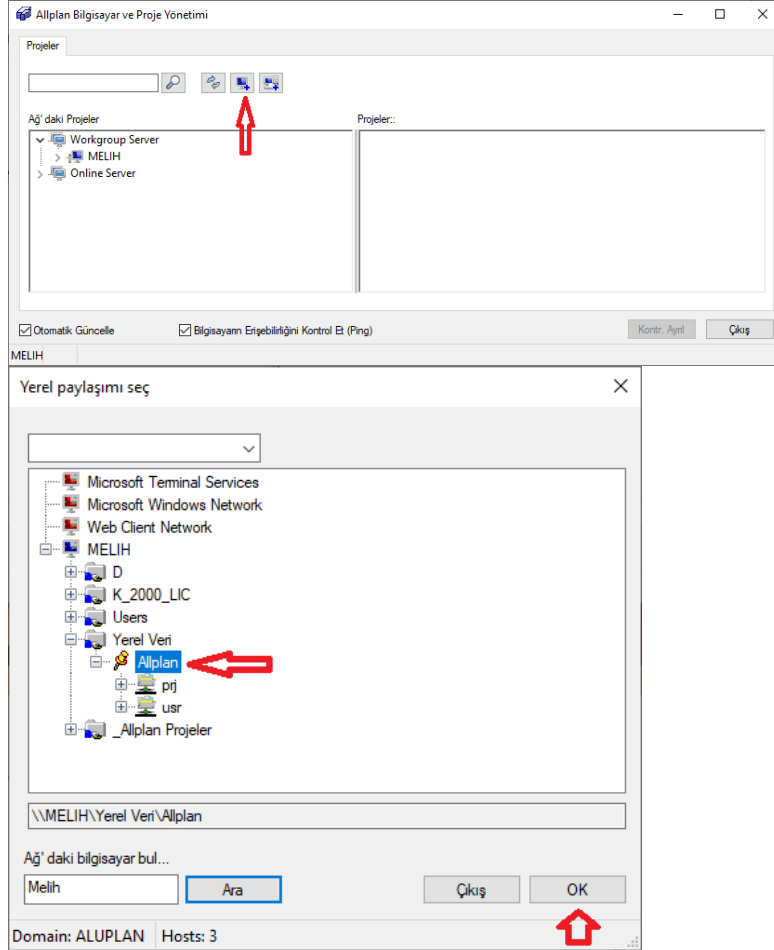 Allplan Bilgisayar ve Proje Yönetimi
Projeler
Ağ' daki Projeler
Projeler::
Workgroup Server
MELIH
Online Server
Otomatik Güncelle
Bilgisayarın Erişebilirliğini Kontrol Et (Ping)
Kontr. Ayrıl
Çıkış
MELIH
Yerel paylaşımı seç
Microsoft Terminal Services
Microsoft Windows Network
Web Client Network
MELIH
D
K_2000_LIC
Users
Yerel Veri
Allplan
prj
usr
_Allplan Projeler
\\MELIH\Yerel Veri\Allplan
Ağ' daki bilgisayar bul...
Melih
Ara
Çıkış
OK
Domain: ALUPLAN
Hosts: 3